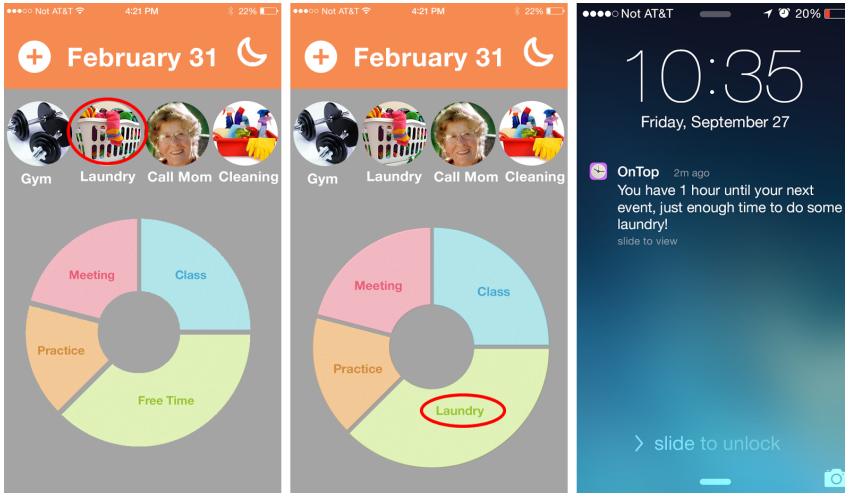 Not AT&T 4:21 PM 22%
February 31
Gym Laundry Call Mom Cleaning
Meeting Class
Practice
Free Time
Not AT&T 4:21 PM 22%
February 31
Gym Laundry Call Mom Cleaning
Meeting Class
Practice
Laundry
Not AT&T 20%
10:35
Friday, September 27
OnTop 2m ago
You have 1 hour until your next
event, just enough time to do some
laundry!
slide to view
slide to unlock